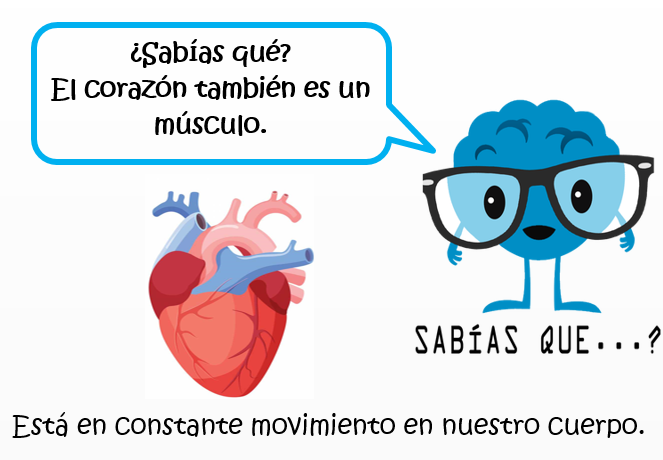 ¿Sabías qué?
El corazón también es un
músculo.
SABÍAS QUE...?
Está en constante movimiento en nuestro cuerpo.